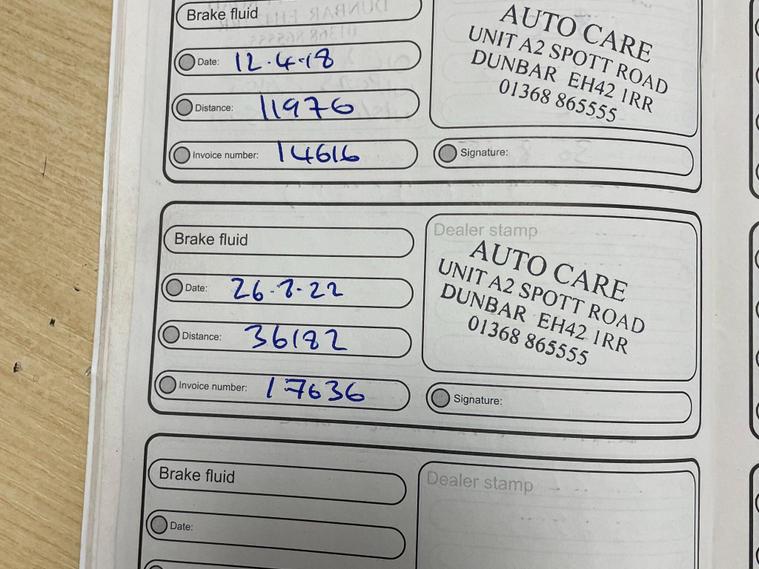 Brake fluid
Date: 12.4.18
Distance: 11976
Invoice number: 14616
AUTO CARE
UNIT A2 SPOTT ROAD
DUNBAR EH42 1RR
01368 865555
Signature:
Brake fluid
Date: 26.2.22
Distance: 36182
Invoice number: 17636
Dealer stamp
AUTO CARE
UNIT A2 SPOTT ROAD
DUNBAR EH42 1RR
01368 865555
Signature:
Brake fluid
Date:
Dealer stamp